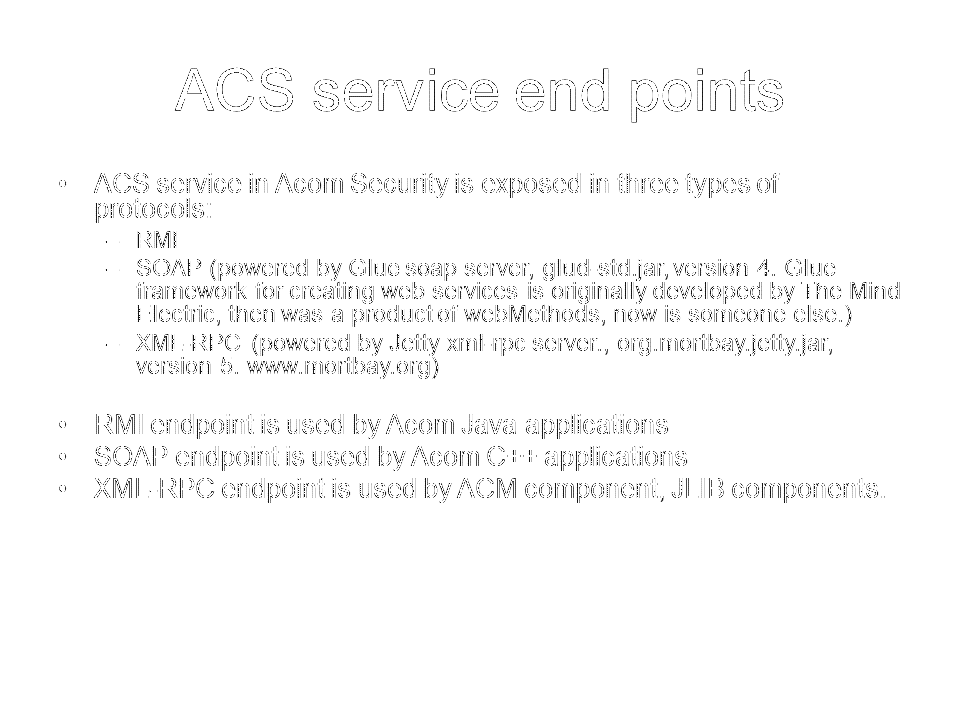 ACS service end points
• ACS service in Acom Security is exposed in three types of
protocols:
– RMI
– SOAP (powered by Glue soap server, glud-std.jar, version 4. Glue
framework for creating web services is originally developed by The Mind
Electric, then was a product of webMethods, now is someone else.)
– XML-RPC (powered by Jetty xml-rpc server., org.mortbay.jetty.jar,
version 5. www.mortbay.org)
• RMI endpoint is used by Acom Java applications
• SOAP endpoint is used by Acom C++ applications
• XML-RPC endpoint is used by ACM component, JLIB components.